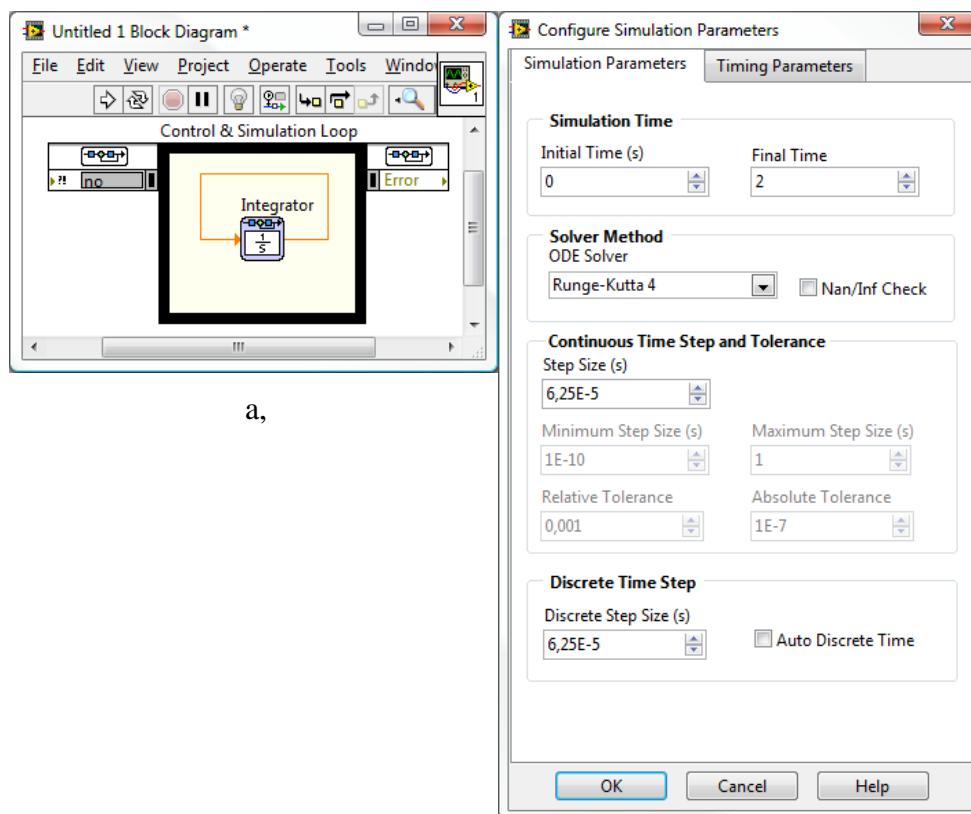 Untitled 1 Block Diagram *
File Edit View Project Operate Tools Windo
1
Control & Simulation Loop
?! no
Error
Integrator
1
s
a,
Configure Simulation Parameters
Simulation Parameters Timing Parameters
Simulation Time
Initial Time (s) Final Time
0 2
Solver Method
ODE Solver
Runge-Kutta 4 Nan/Inf Check
Continuous Time Step and Tolerance
Step Size (s)
6,25E-5
Minimum Step Size (s) Maximum Step Size (s)
1E-10 1
Relative Tolerance Absolute Tolerance
0,001 1E-7
Discrete Time Step
Discrete Step Size (s)
6,25E-5 Auto Discrete Time
OK Cancel Help